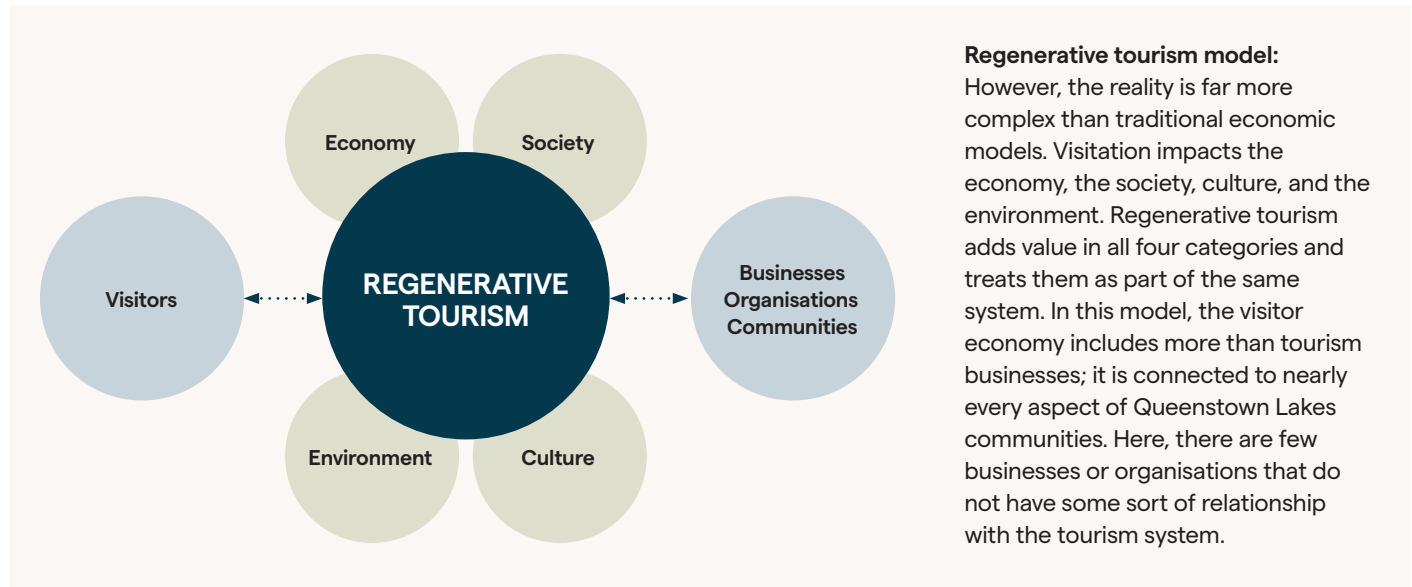 Economy
Society
Visitors
REGENERATIVE
TOURISM
Businesses
Organisations
Communities
Environment
Culture
Regenerative tourism model:
However, the reality is far more
complex than traditional economic
models. Visitation impacts the
economy, the society, culture, and the
environment. Regenerative tourism
adds value in all four categories and
treats them as part of the same
system. In this model, the visitor
economy includes more than tourism
businesses; it is connected to nearly
every aspect of Queenstown Lakes
communities. Here, there are few
businesses or organisations that do
not have some sort of relationship
with the tourism system.